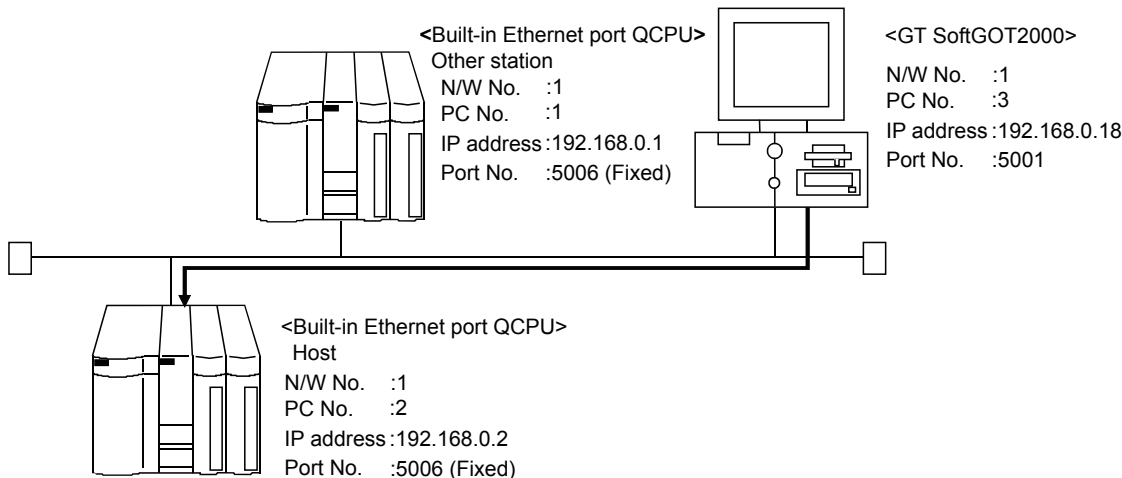 <Built-in Ethernet port QCPU>
Other station
N/W No. :1
PC No. :1
IP address :192.168.0.1
Port No. :5006 (Fixed)
<GT SoftGOT2000>
N/W No. :1
PC No. :3
IP address :192.168.0.18
Port No. :5001
<Built-in Ethernet port QCPU>
Host
N/W No. :1
PC No. :2
IP address :192.168.0.2
Port No. :5006 (Fixed)